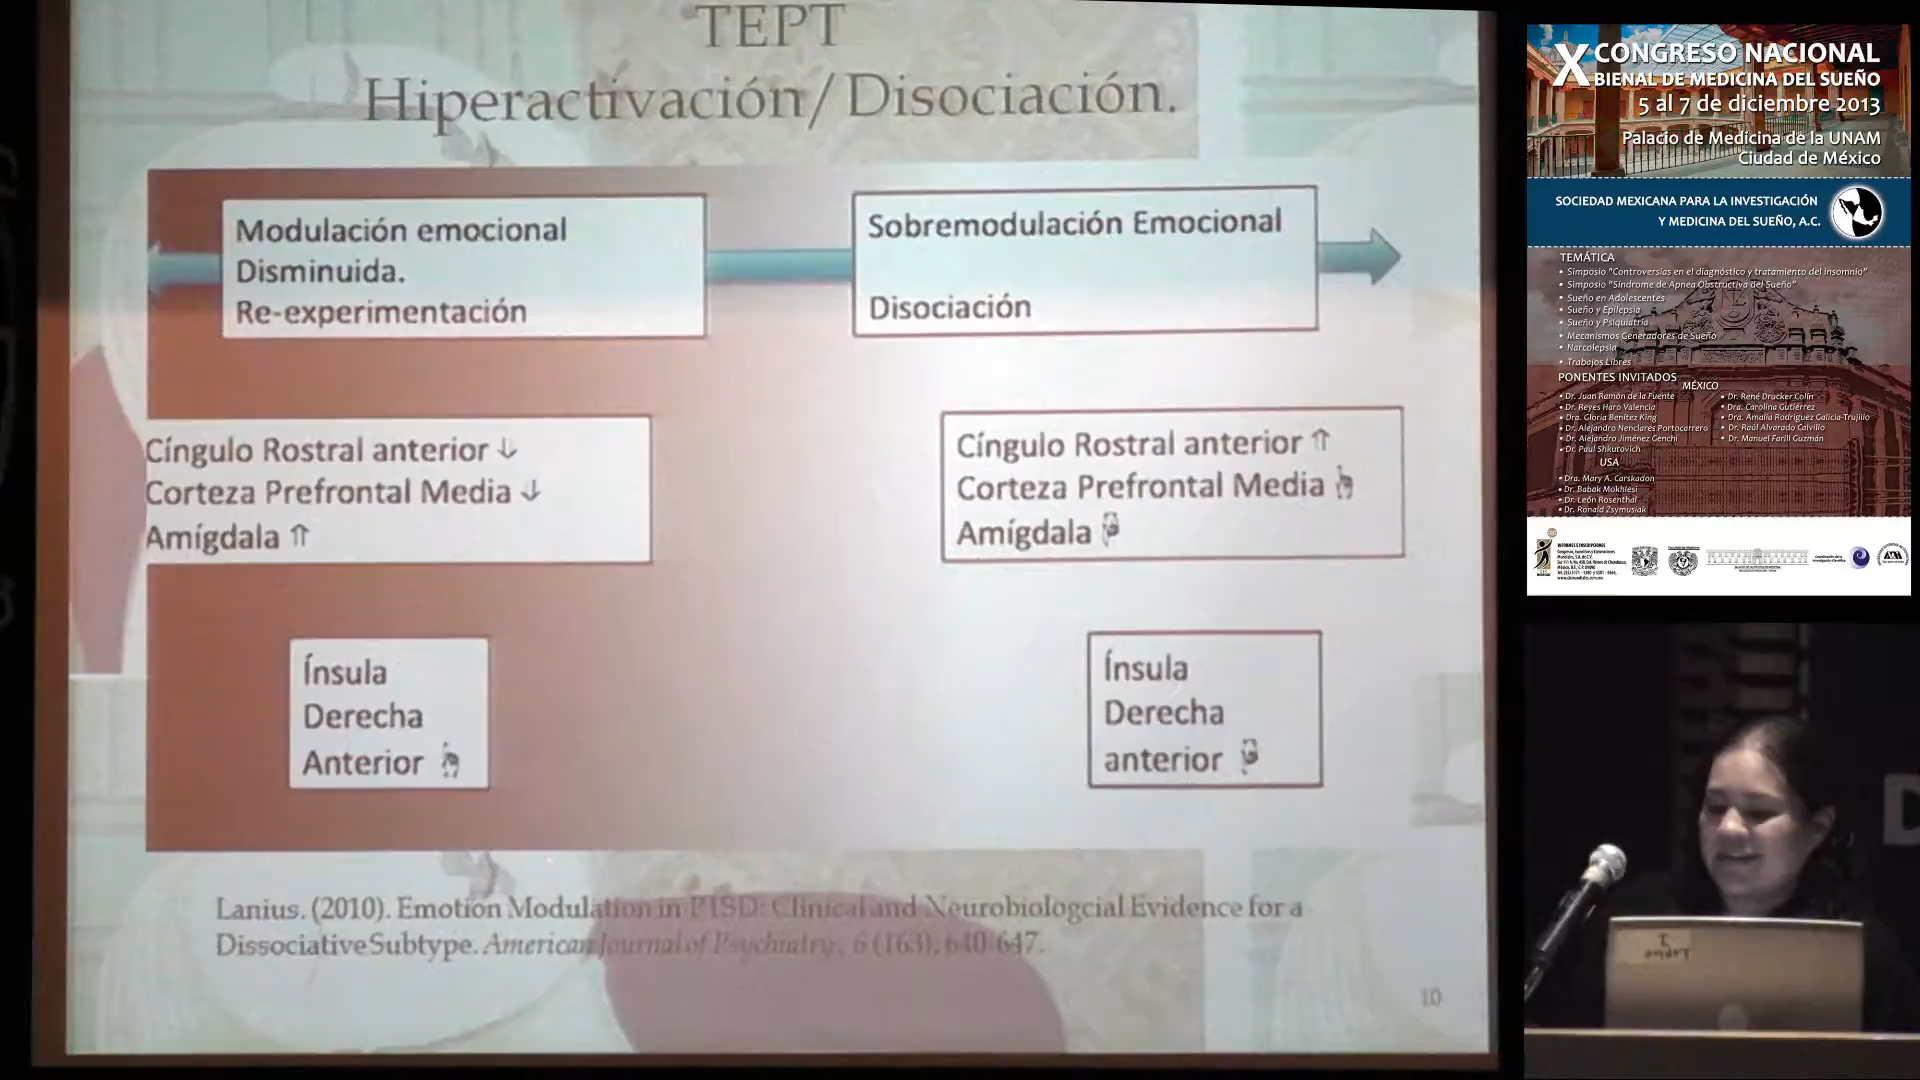 TEPT
Hiperactivación/ Disociación.
Modulación emocional
Disminuida.
Re-experimentación
Sobremodulación Emocional
Disociación
Cíngulo Rostral anterior ↓
Corteza Prefrontal Media ↓
Amígdala ⇑
Cíngulo Rostral anterior ⇑
Corteza Prefrontal Media
Amígdala
Ínsula
Derecha
Anterior
Ínsula
Derecha
anterior
Lanius. (2010). Emotion Modulation in PTSD: Clinical and Neurobiologcial Evidence for a
Dissociative Subtype. American Journal of Psychiatry., 6 (163), 640-647.
10
X CONGRESO NACIONAL
BIENAL DE MEDICINA DEL SUEÑO
5 al 7 de diciembre 2013
Palacio de Medicina de la UNAM
Ciudad de México
SOCIEDAD MEXICANA PARA LA INVESTIGACIÓN
Y MEDICINA DEL SUEÑO, A.C.
TEMÁTICA
• Simposio "Controversias en el diagnóstico y tratamiento del insomnio"
• Simposio "Síndrome de Apnea Obstructiva del Sueño"
• Sueño en Adolescentes
• Sueño y Epilepsia
• Sueño y Psiquiatría
• Mecanismos Generadores de Sueño
• Narcolepsia
• Trabajos Libres
PONENTES INVITADOS
MÉXICO
• Dr. Juan Ramón de la Fuente
• Dr. Reyes Haro Valencia
• Dra. Gloria Benítez King
• Dr. Alejandro Nenclares Portocarrero
• Dr. Alejandro Jiménez Genchi
• Dr. Paul Shkurovich
• Dr. René Drucker Colín
• Dra. Carolina Gutiérrez
• Dra. Amalia Rodríguez Galicia-Trujillo
• Dr. Raúl Alvarado Calvillo
• Dr. Manuel Farill Guzmán
USA
• Dra. Mary A. Carskadon
• Dr. Babak Mokhlesi
• Dr. León Rosenthal
• Dr. Ronald Zsymusiak
INFORMES E INSCRIPCIONES